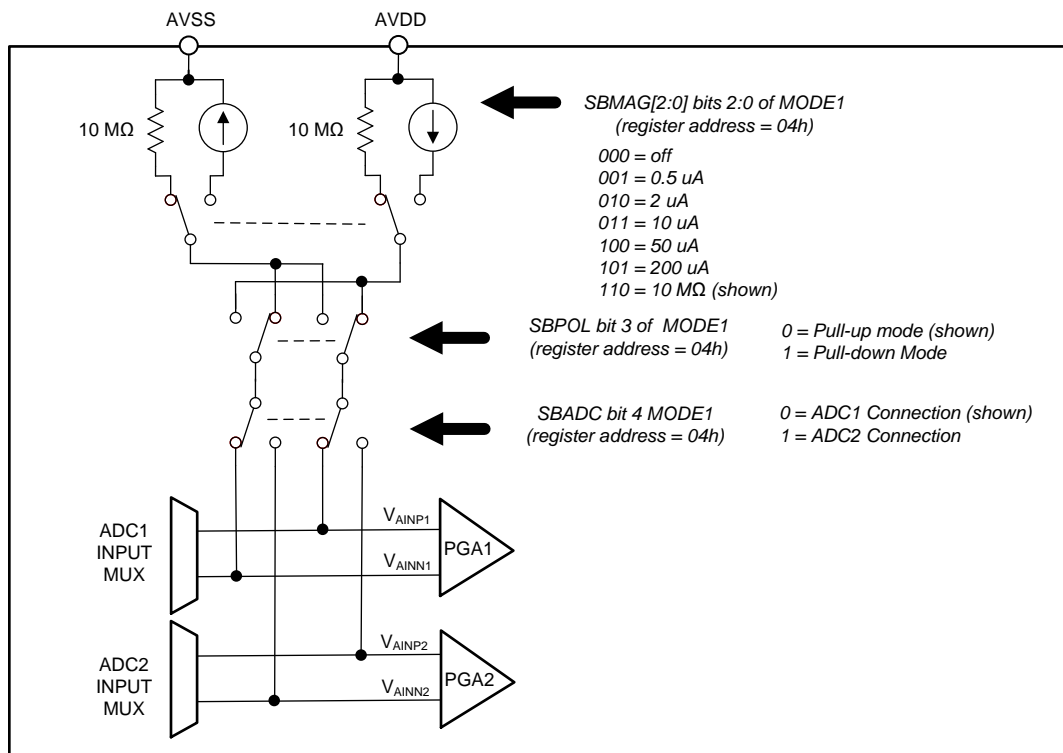 AVSS
AVDD
10 MΩ
10 MΩ
SBMAG[2:0] bits 2:0 of MODE1
(register address = 04h)
000 = off
001 = 0.5 uA
010 = 2 uA
011 = 10 uA
100 = 50 uA
101 = 200 uA
110 = 10 MΩ (shown)
SBPOL bit 3 of MODE1
(register address = 04h)
0 = Pull-up mode (shown)
1 = Pull-down Mode
SBADC bit 4 MODE1
(register address = 04h)
0 = ADC1 Connection (shown)
1 = ADC2 Connection
ADC1
INPUT
MUX
VAINP1
VAINN1
PGA1
ADC2
INPUT
MUX
VAINP2
VAINN2
PGA2